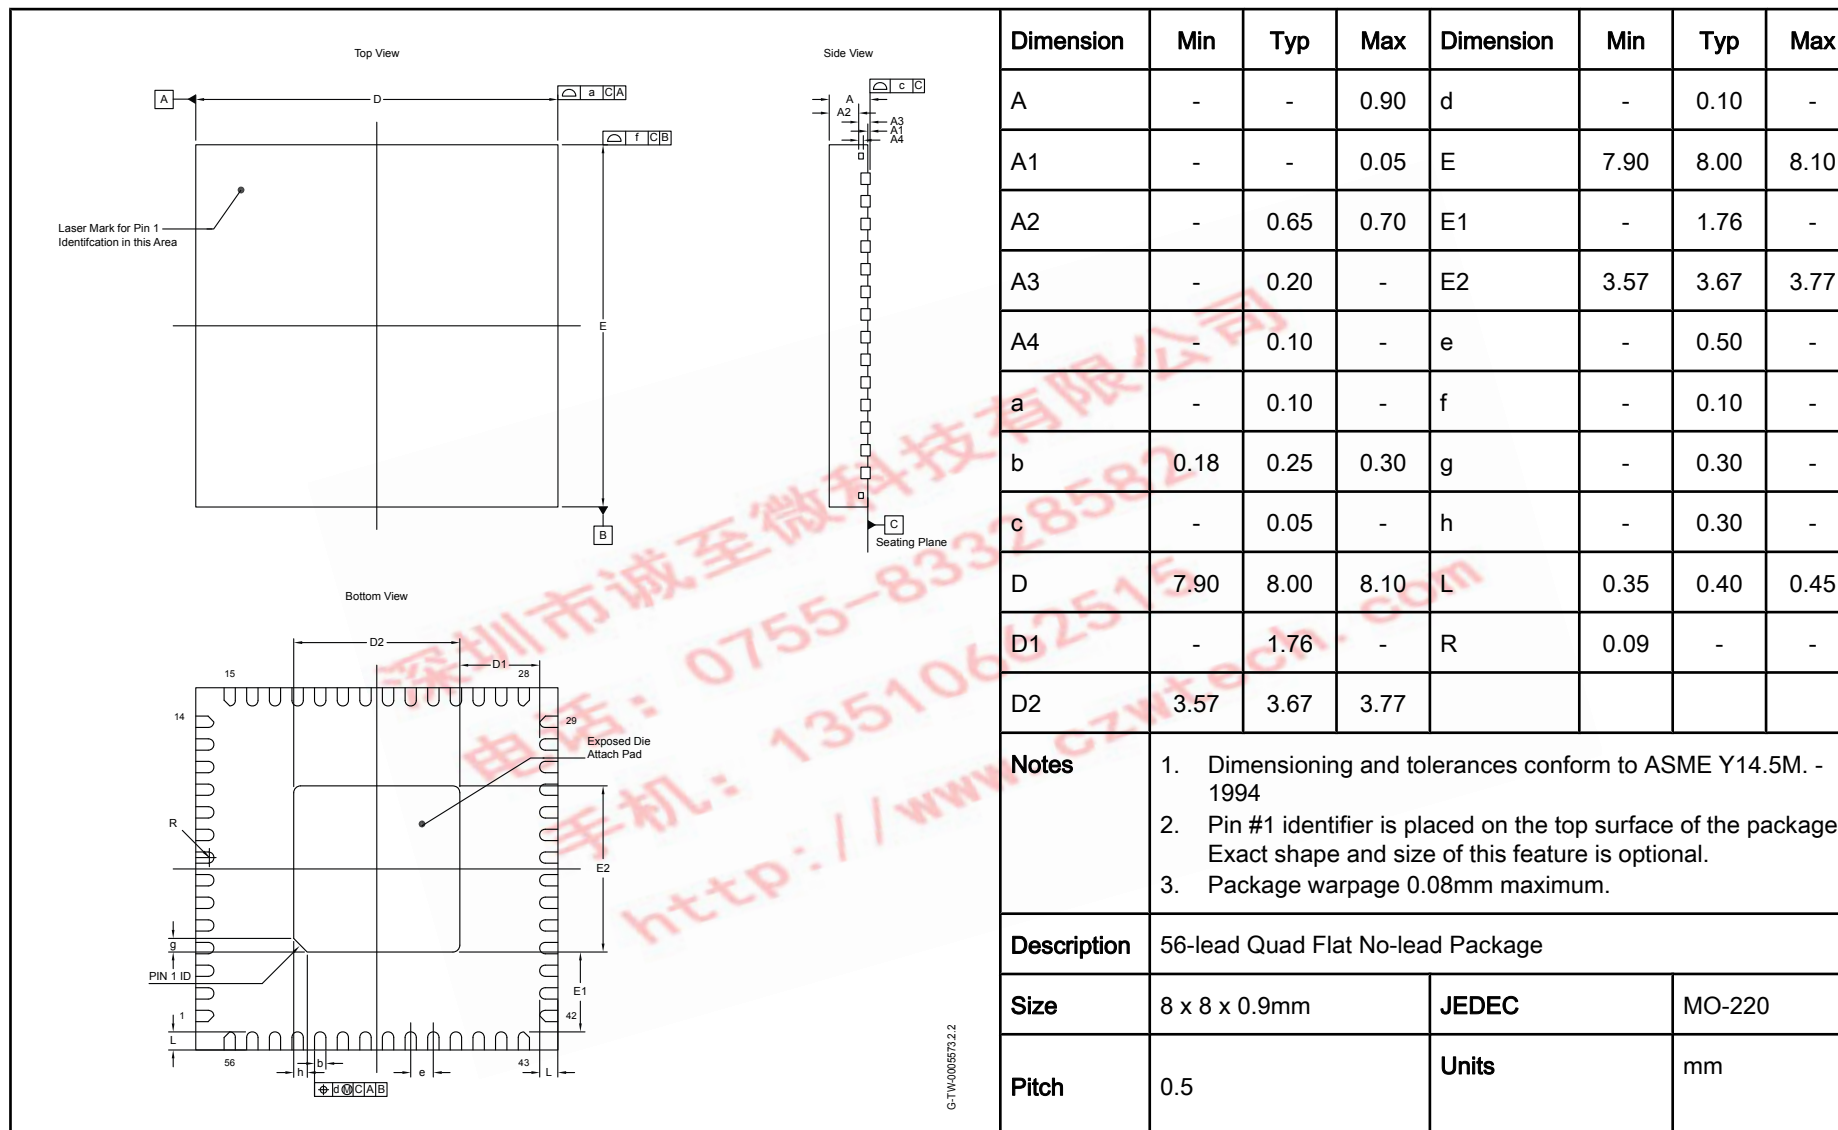 Top View
Side View
A
D
a C A
f C B
c C
A
A2
A3
A1
A4
Laser Mark for Pin 1
Identifcation in this Area
E
B
C
Seating Plane
Bottom View
D2
D1
15
28
14
29
Exposed Die
Attach Pad
R
E2
g
PIN 1 ID
E1
1
42
L
56
43
h
b
e
L
d M C A B
G-TW-0005573.2.2
Dimension Min Typ Max Dimension Min Typ Max
A - - 0.90 d - 0.10 -
A1 - - 0.05 E 7.90 8.00 8.10
A2 - 0.65 0.70 E1 - 1.76 -
A3 - 0.20 - E2 3.57 3.67 3.77
A4 - 0.10 - e - 0.50 -
a - 0.10 - f - 0.10 -
b 0.18 0.25 0.30 g - 0.30 -
c - 0.05 - h - 0.30 -
D 7.90 8.00 8.10 L 0.35 0.40 0.45
D1 - 1.76 - R 0.09 - -
D2 3.57 3.67 3.77
Notes
1. Dimensioning and tolerances conform to ASME Y14.5M. -
1994
2. Pin #1 identifier is placed on the top surface of the package
Exact shape and size of this feature is optional.
3. Package warpage 0.08mm maximum.
Description 56-lead Quad Flat No-lead Package
Size 8 x 8 x 0.9mm JEDEC MO-220
Pitch 0.5 Units mm
深圳市诚至微科技有限公司
电话：0755-83328582
手机：13510662515
http://www.czwtech.com